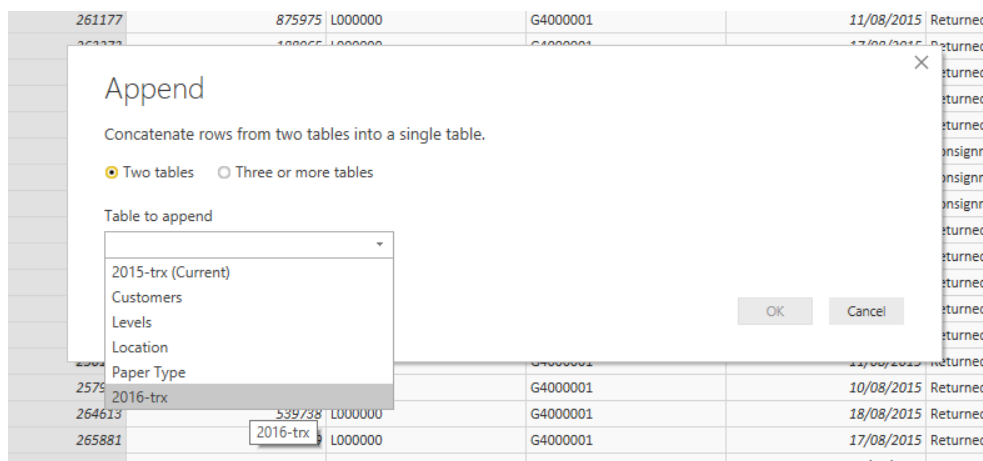 261177 875975 L000000 G4000001 11/08/2015 Returned
Append
Concatenate rows from two tables into a single table.
Two tables Three or more tables
Table to append
2015-trx (Current)
Customers
Levels
Location
OK Cancel
Paper Type
2016-trx
G4000001 10/08/2015 Returned
264613 539738 L000000 G4000001 18/08/2015 Returned
2016-trx
265881 L000000 G4000001 17/08/2015 Returned